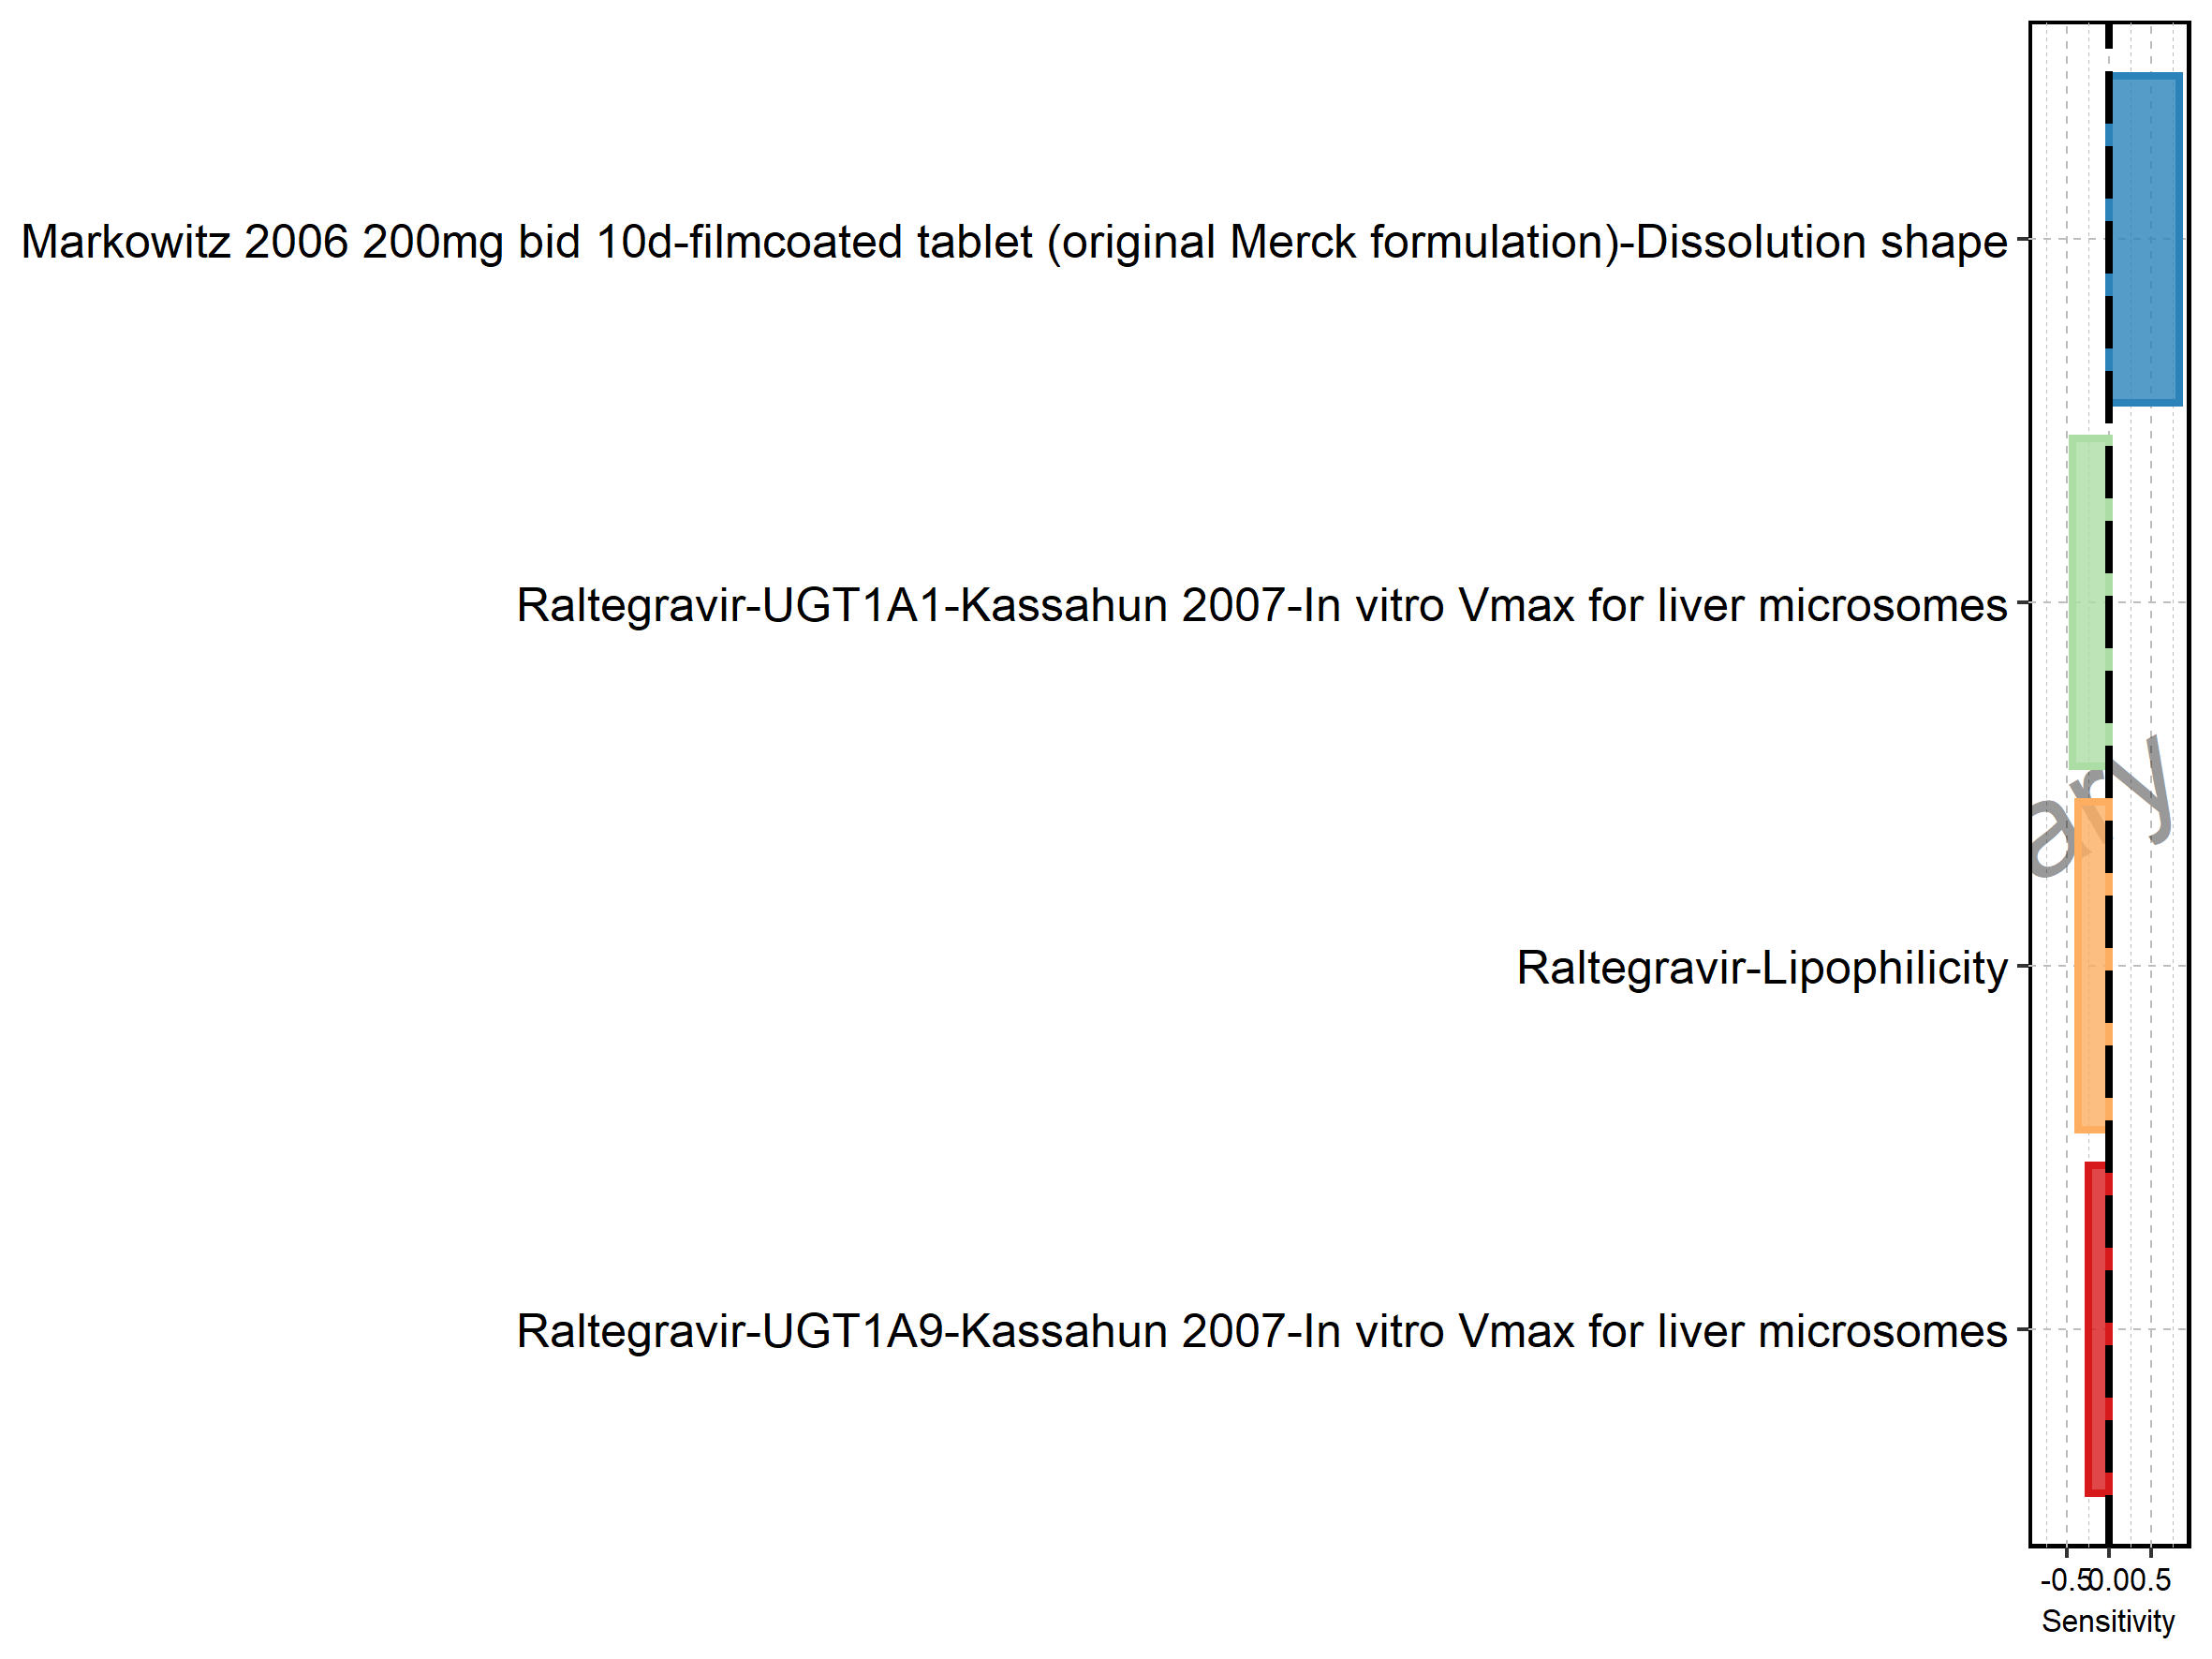 Markowitz 2006 200mg bid 10d-filmcoated tablet (original Merck formulation)-Dissolution shape
Raltegravir-UGT1A1-Kassahun 2007-In vitro Vmax for liver microsomes
ary
Raltegravir-Lipophilicity
Raltegravir-UGT1A9-Kassahun 2007-In vitro Vmax for liver microsomes
-0.5 0.0 0.5
Sensitivity